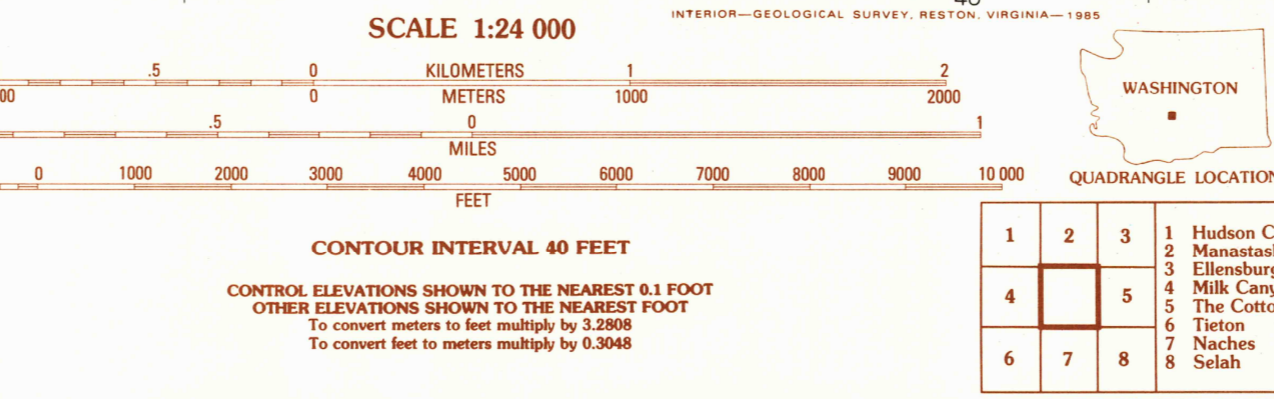 INTERIOR—GEOLOGICAL SURVEY, RESTON, VIRGINIA—1985
SCALE 1:24 000
.5 0 KILOMETERS 1 2
00 0 METERS 1000 2000
.5 0 1
MILES
0 1000 2000 3000 4000 5000 6000 7000 8000 9000 10 000
FEET
CONTOUR INTERVAL 40 FEET
CONTROL ELEVATIONS SHOWN TO THE NEAREST 0.1 FOOT
OTHER ELEVATIONS SHOWN TO THE NEAREST FOOT
To convert meters to feet multiply by 3.2808
To convert feet to meters multiply by 0.3048
WASHINGTON
QUADRANGLE LOCATION
1 2 3
4 5
6 7 8
1 Hudson C
2 Manastas
3 Ellensburg
4 Milk Cany
5 The Cotto
6 Tieton
7 Naches
8 Selah